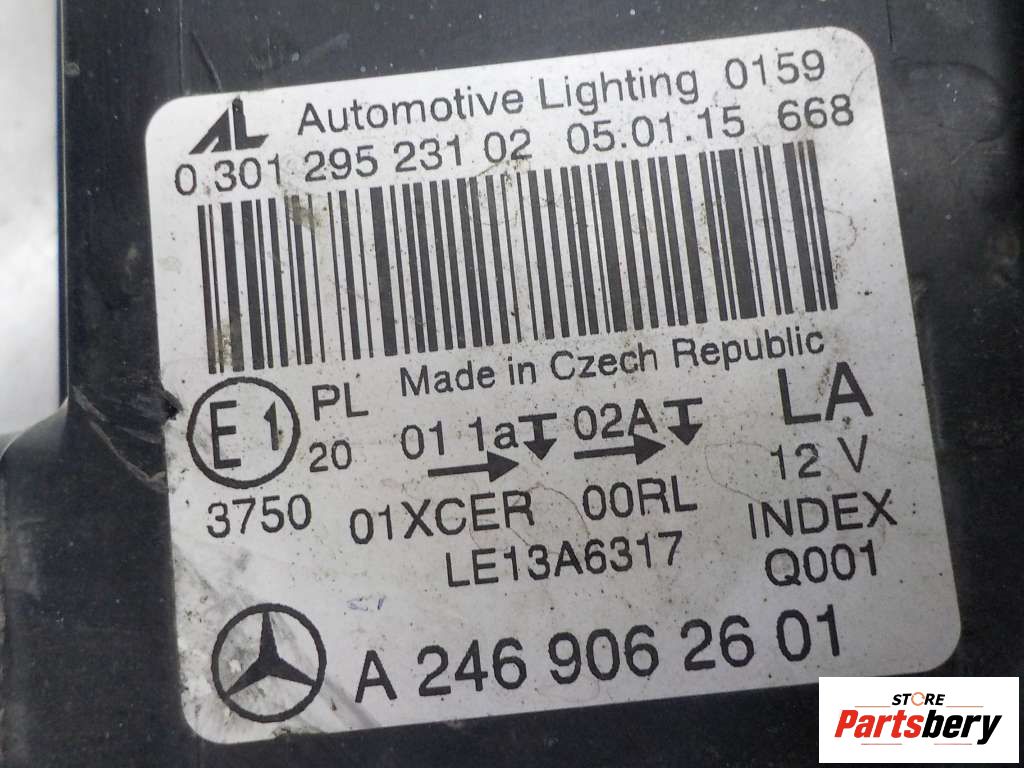 AL Automotive Lighting 0159
0 301 295 231 02 05.01.15 668
Made in Czech Republic
E1 PL
20
01 1a 02A LA
12 V
3750 01XCER 00RL INDEX
LE13A6317 Q001
A 246 906 26 01
STORE
Partsbery